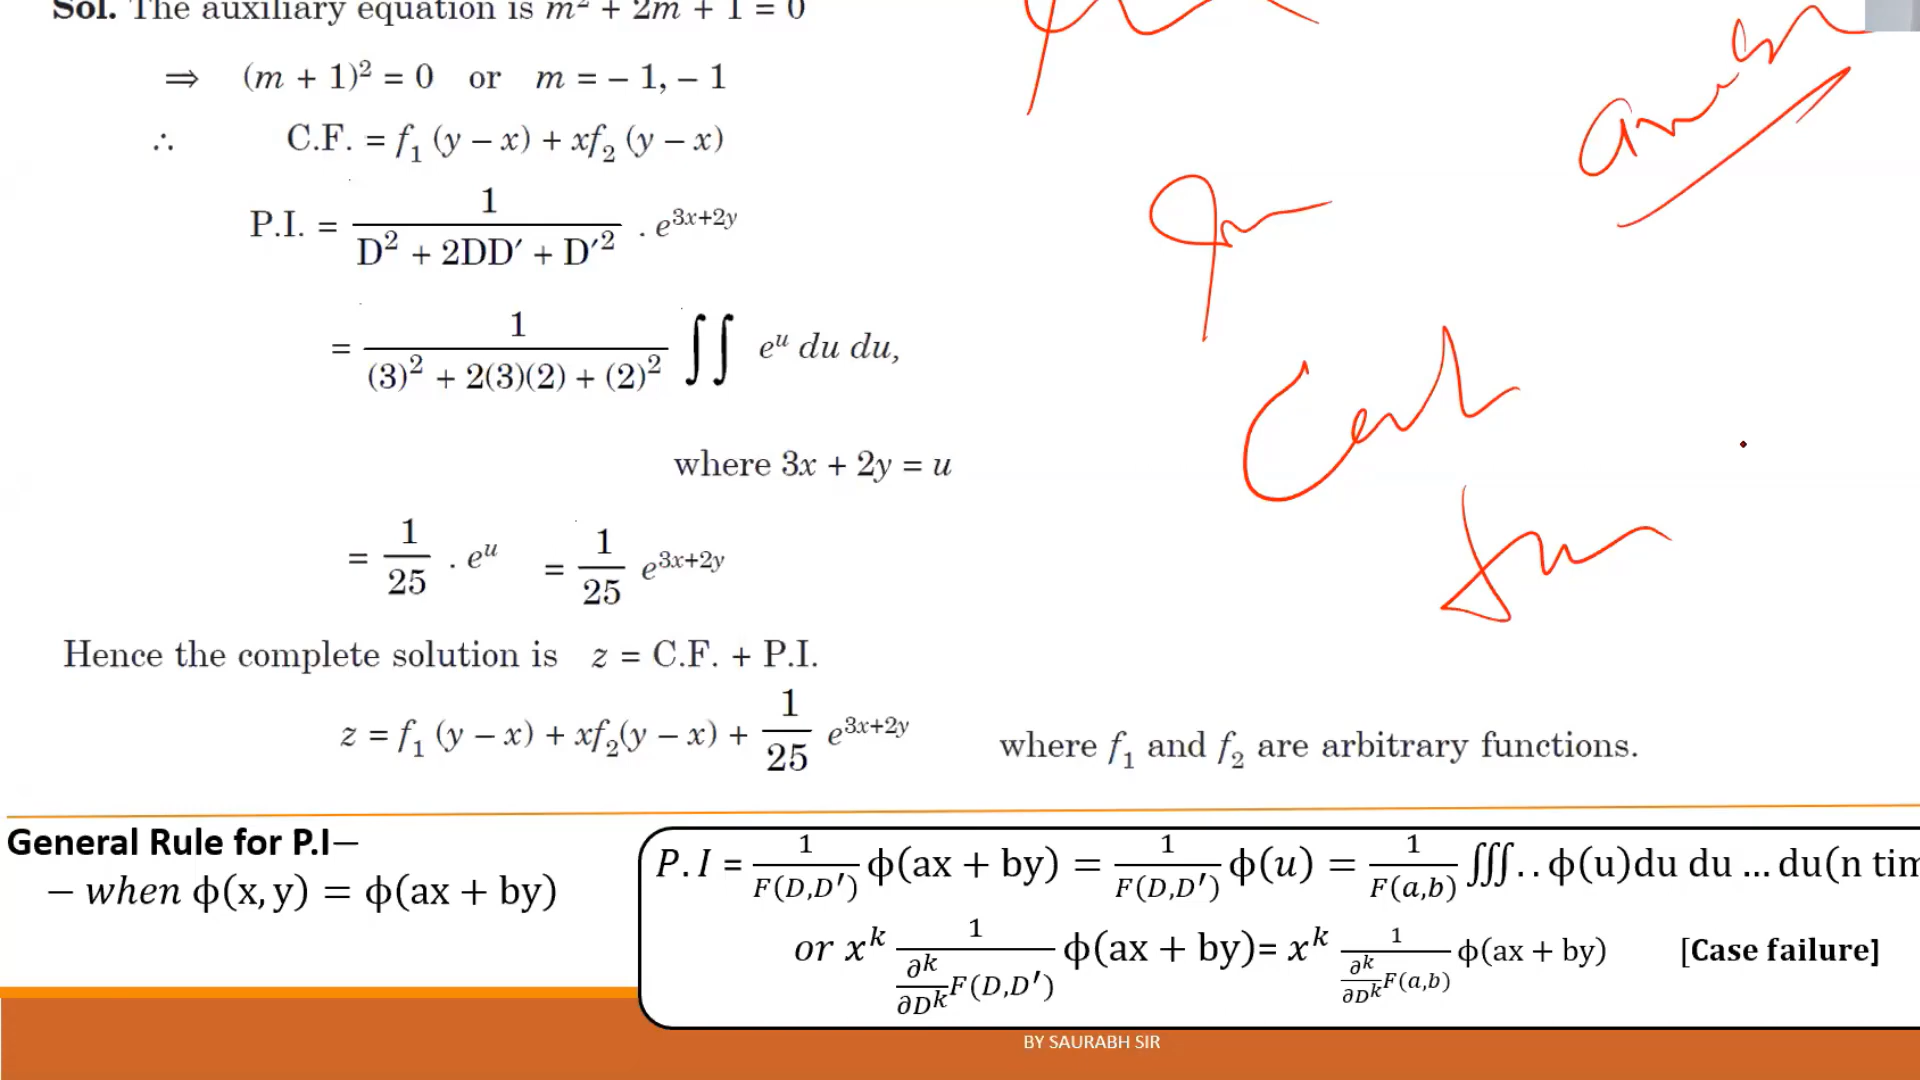 Sol. The auxiliary equation is m² + 2m + 1 = 0
⇒ (m + 1)² = 0 or m = – 1, – 1
∴ C.F. = f₁ (y – x) + xf₂ (y – x)
P.I. = 1/(D² + 2DD′ + D′²) . e^(3x+2y)
= 1/((3)² + 2(3)(2) + (2)²) ∫∫ e^u du du,
where 3x + 2y = u
= 1/25 . e^u = 1/25 e^(3x+2y)
Hence the complete solution is z = C.F. + P.I.
z = f₁ (y – x) + xf₂(y – x) + 1/25 e^(3x+2y) where f₁ and f₂ are arbitrary functions.
General Rule for P.I—
– when ϕ(x, y) = ϕ(ax + by)
P. I = 1/F(D,D′) ϕ(ax + by) = 1/F(D,D′) ϕ(u) = 1/F(a,b) ∫∫∫. . ϕ(u)du du ... du(n tim
or x^k 1/(∂^k/∂D^k F(D,D′)) ϕ(ax + by)= x^k 1/(∂^k/∂D^k F(a,b)) ϕ(ax + by) [Case failure]
BY SAURABH SIR